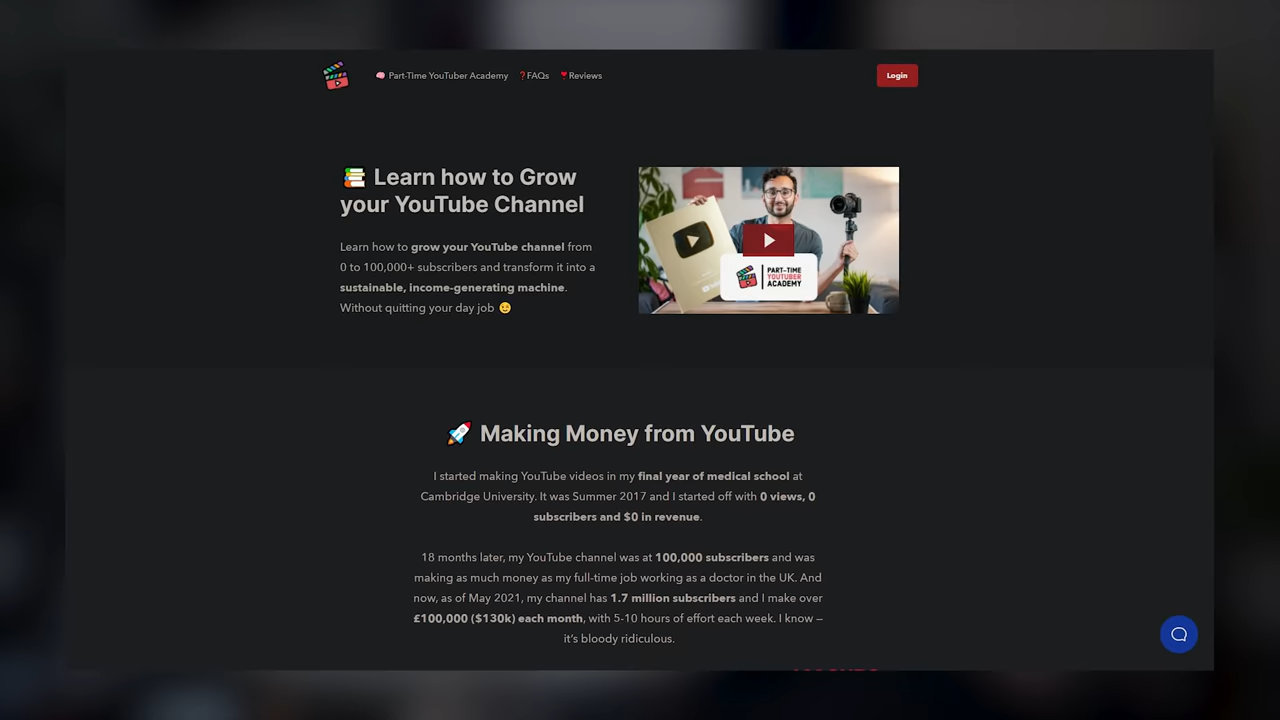 🧠 Part-Time YouTuber Academy ❓FAQs ❣Reviews
Login
📚 Learn how to Grow
your YouTube Channel
Learn how to grow your YouTube channel from
0 to 100,000+ subscribers and transform it into a
sustainable, income-generating machine.
Without quitting your day job 😉
PART-TIME
YOUTUBER
ACADEMY
🚀 Making Money from YouTube
I started making YouTube videos in my final year of medical school at
Cambridge University. It was Summer 2017 and I started off with 0 views, 0
subscribers and $0 in revenue.
18 months later, my YouTube channel was at 100,000 subscribers and was
making as much money as my full-time job working as a doctor in the UK. And
now, as of May 2021, my channel has 1.7 million subscribers and I make over
£100,000 ($130k) each month, with 5-10 hours of effort each week. I know –
it's bloody ridiculous.